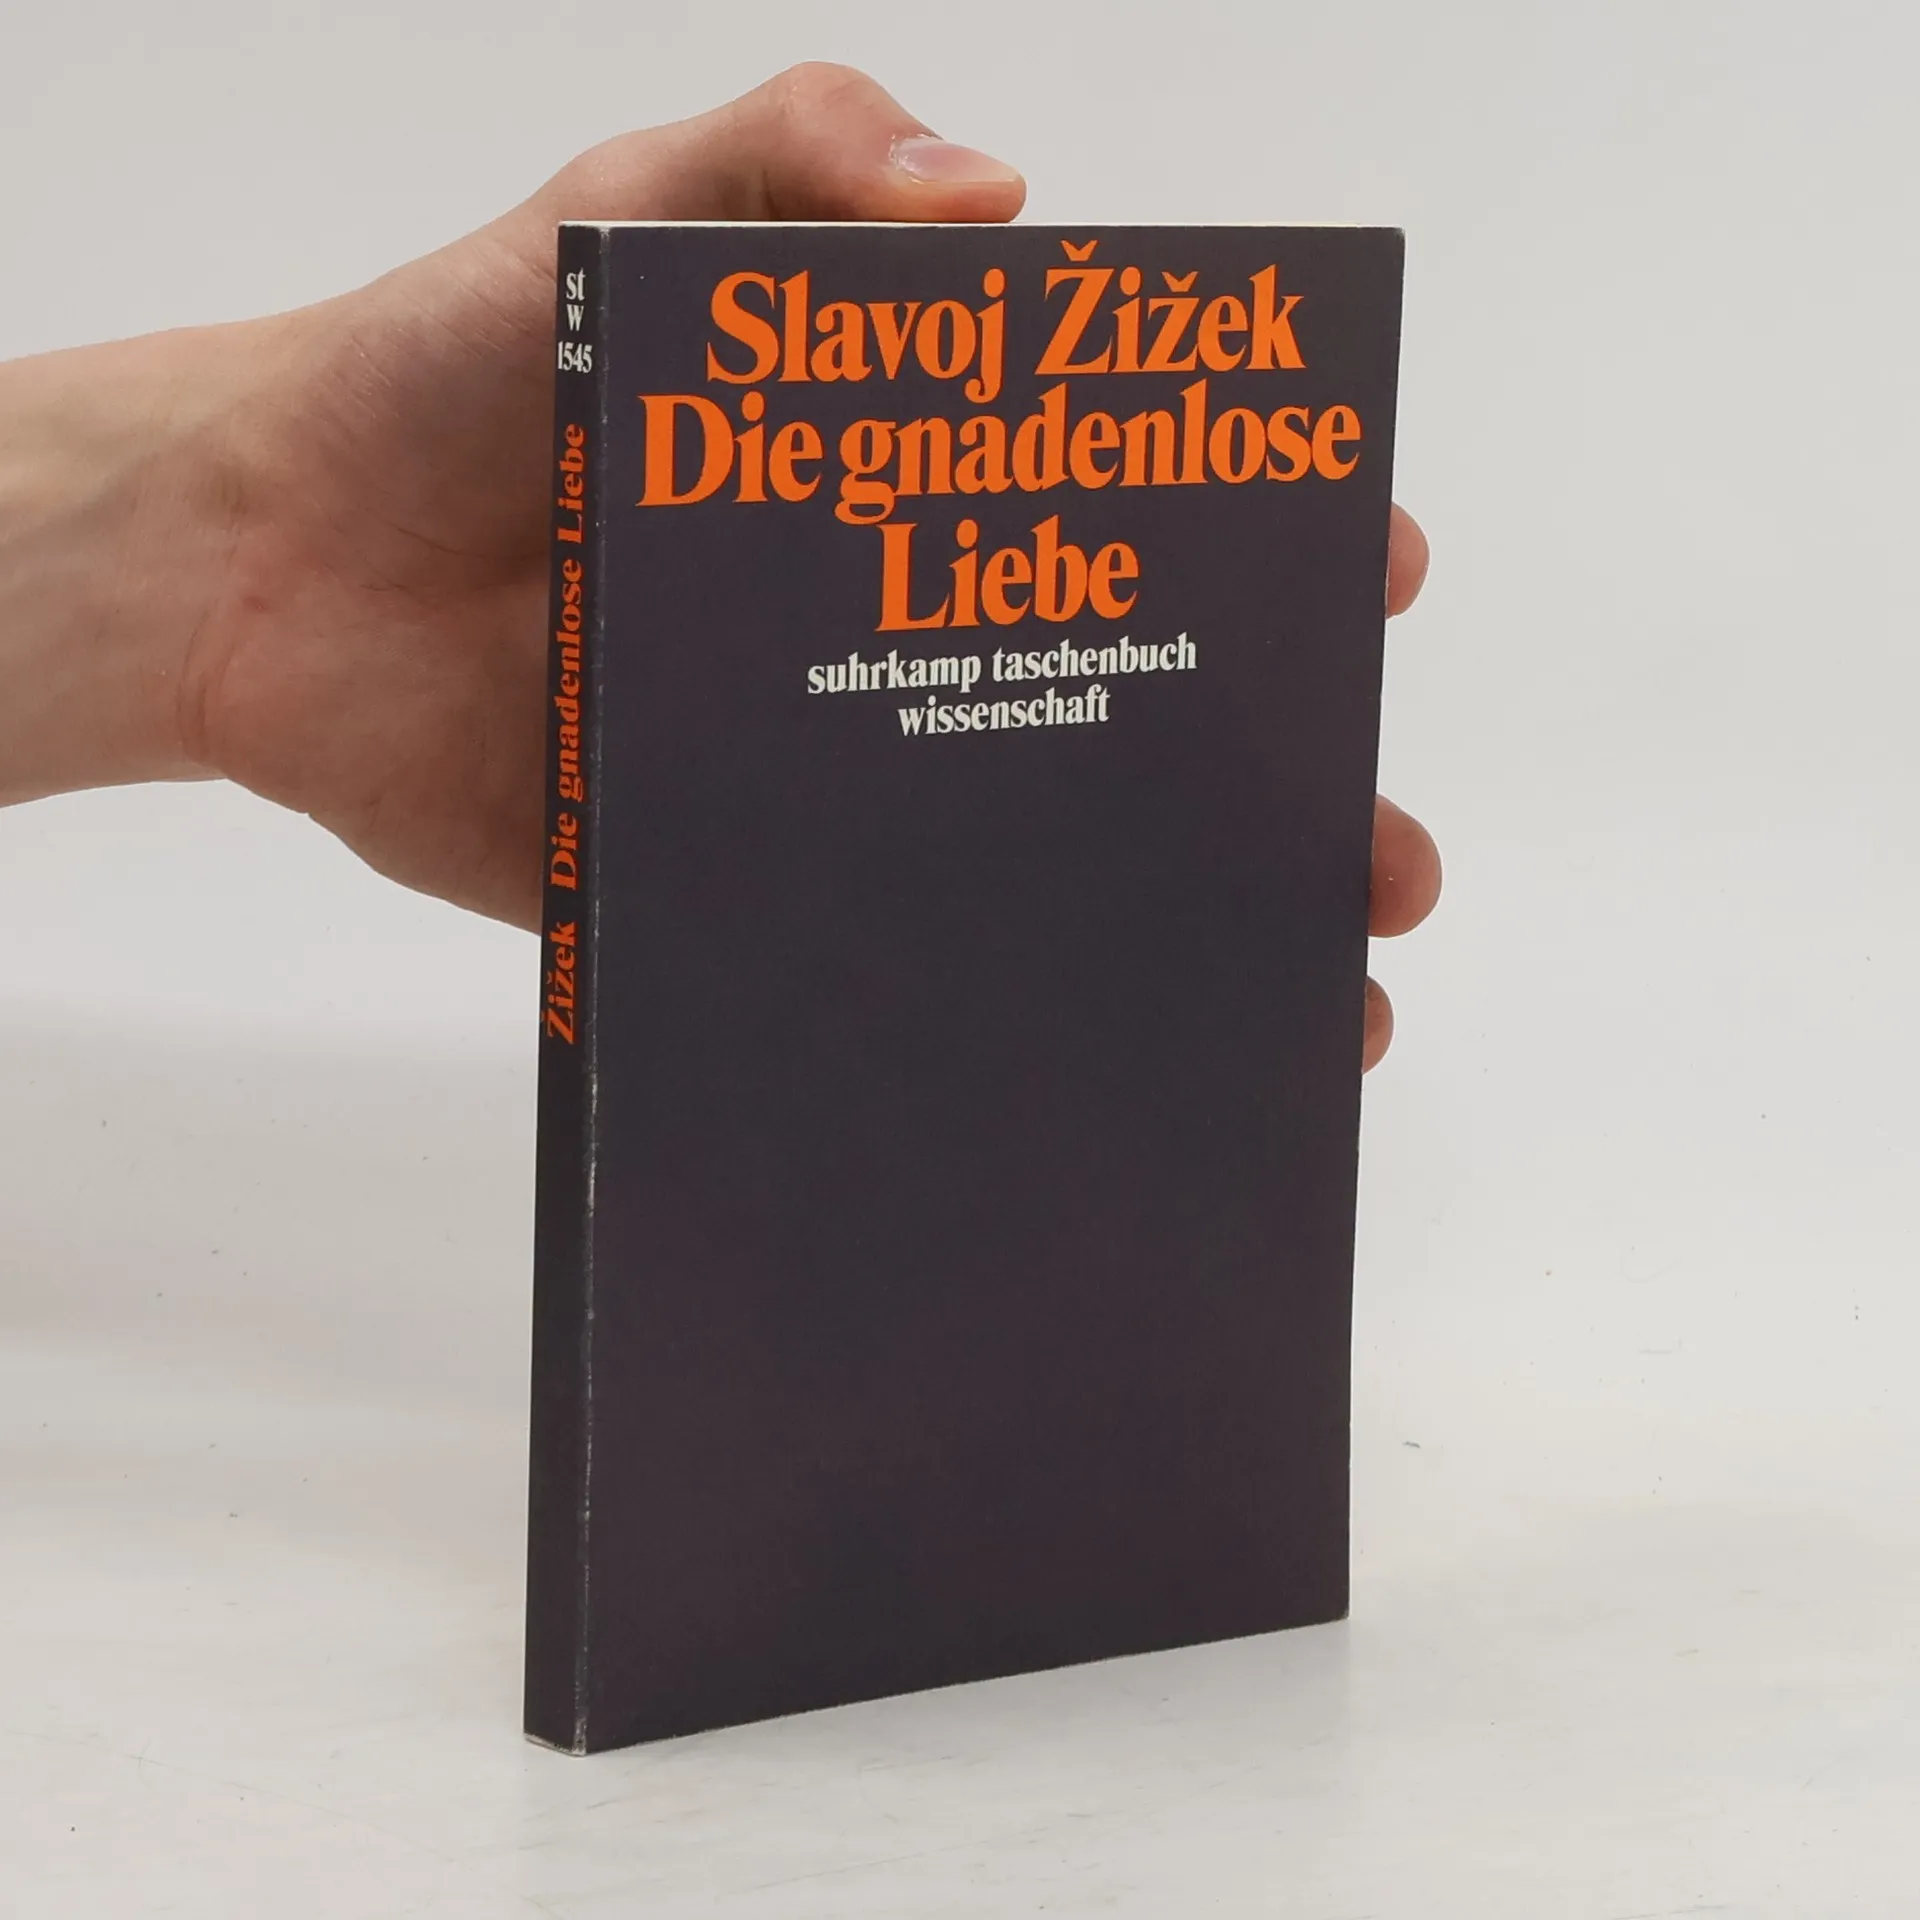 st
w
1545
Žižek Die gnadenlose Liebe
Slavoj Žižek
Die gnadenlose
Liebe
suhrkamp taschenbuch
wissenschaft